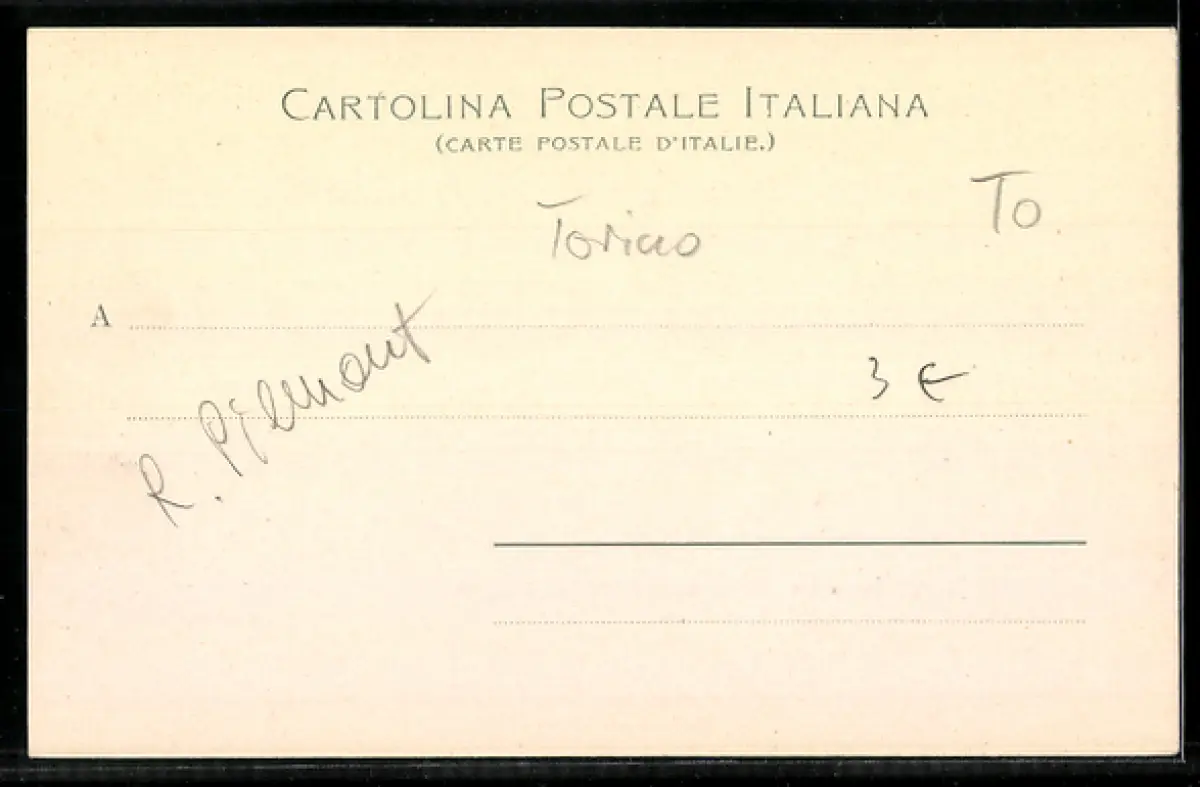 CARTOLINA POSTALE ITALIANA
(CARTE POSTALE D'ITALIE.)
To
Torino
A
3 €
R. Piemont